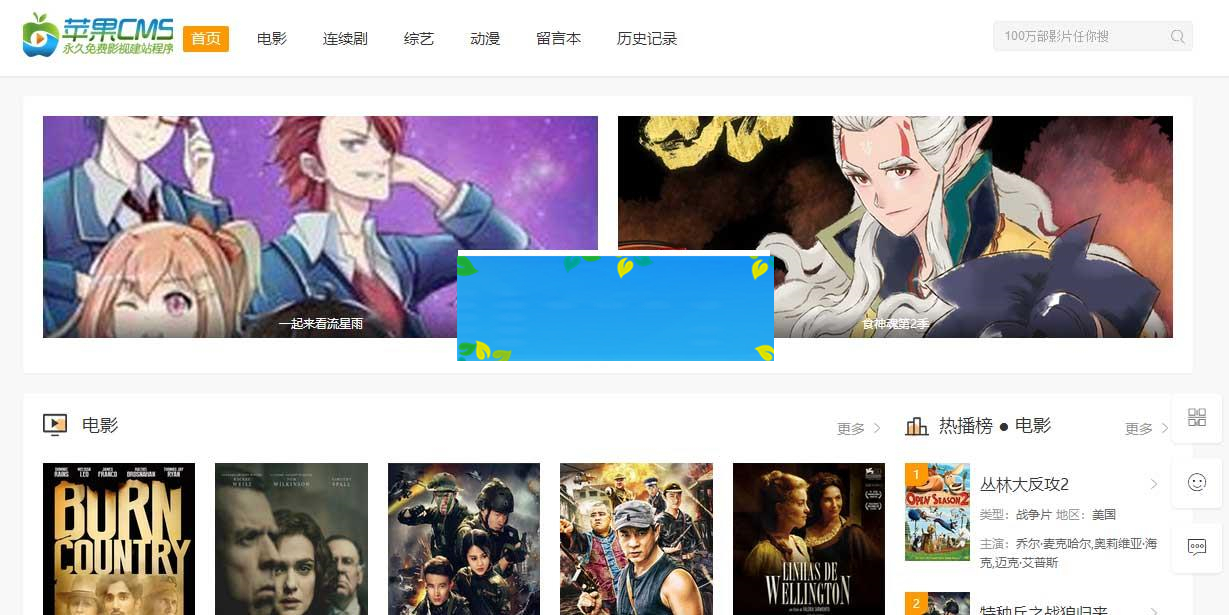 苹果CMS
永久免费影视建站程序
首页 电影 连续剧 综艺 动漫 留言本 历史记录
100万部影片任你搜
一起来看流星雨
食神魂第2季
电影
更多
热播榜 ● 电影
更多
BURN
COUNTRY
TOM
WILKINSON
TIMOTHY
SPALL
LINHAS DE
WELLINGTON
1
OPEN SEASON 2
丛林大反攻2
类型：战争片 地区：美国
主演：乔尔·麦克哈尔,奥莉维亚·海
克,迈克·艾普斯
2
特种兵之战狼归来